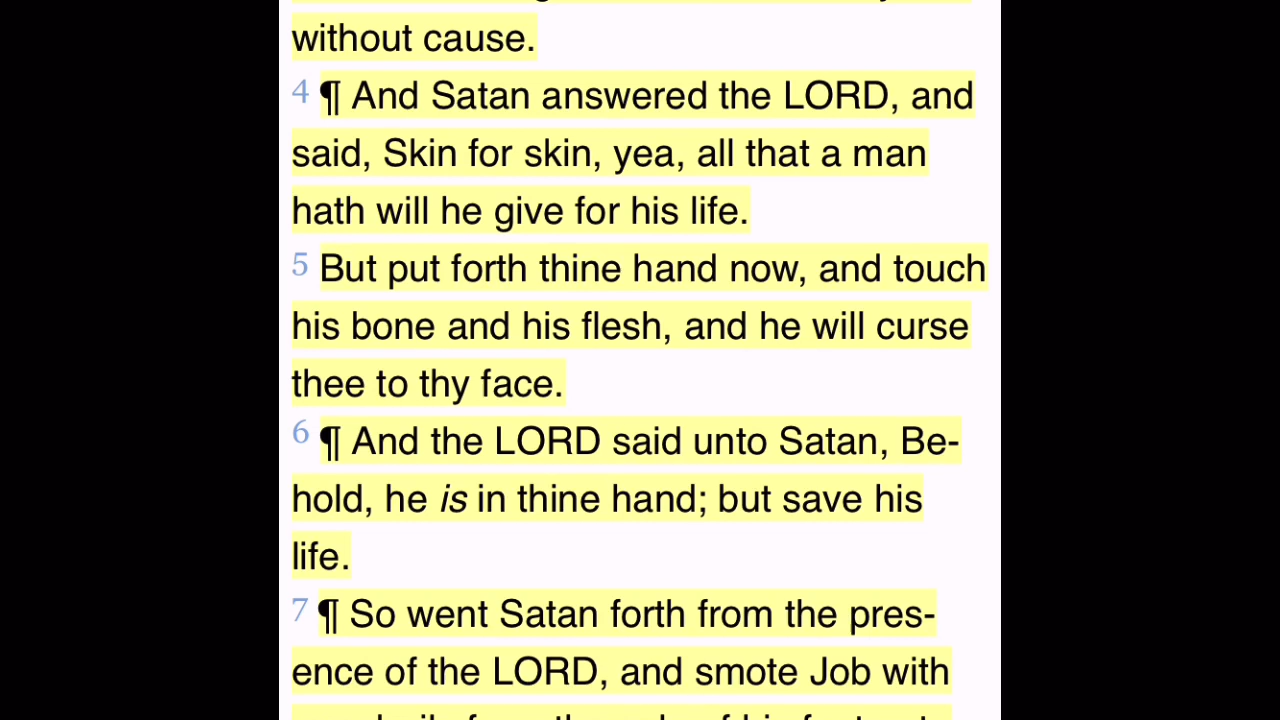 without cause.
4 ¶ And Satan answered the LORD, and
said, Skin for skin, yea, all that a man
hath will he give for his life.
5 But put forth thine hand now, and touch
his bone and his flesh, and he will curse
thee to thy face.
6 ¶ And the LORD said unto Satan, Be-
hold, he is in thine hand; but save his
life.
7 ¶ So went Satan forth from the pres-
ence of the LORD, and smote Job with